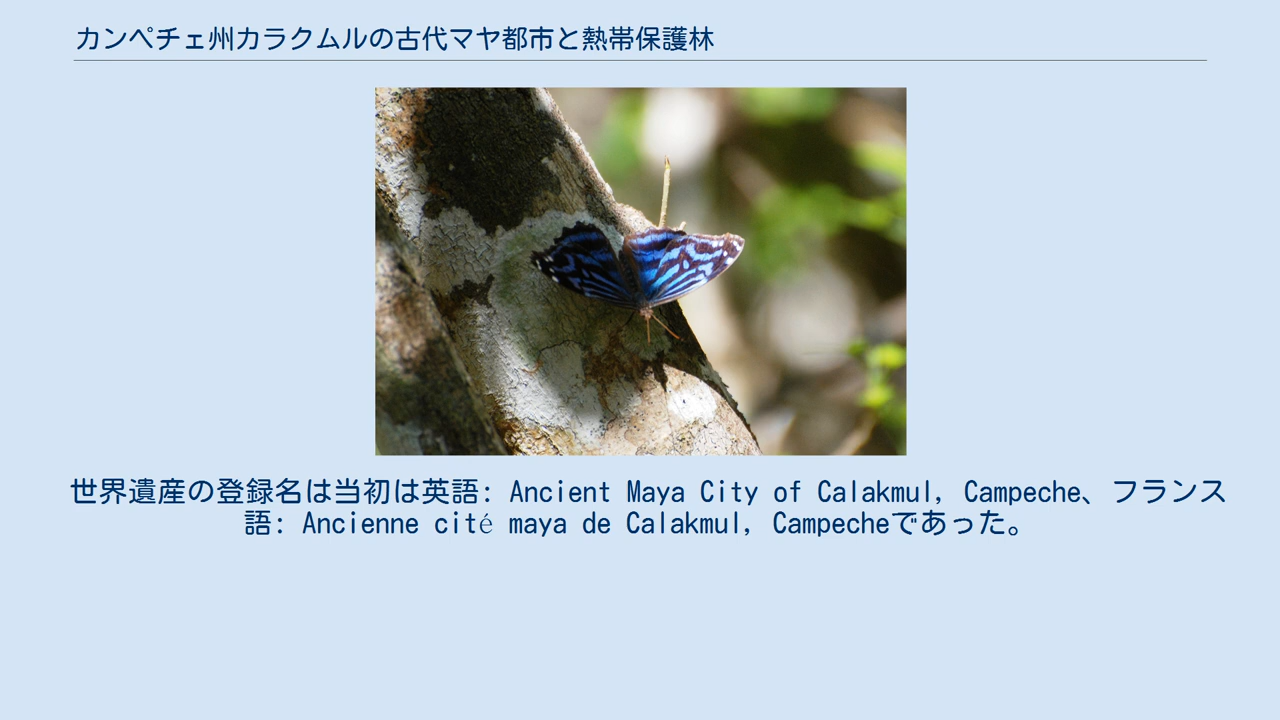 カンペチェ州カラクムルの古代マヤ都市と熱帯保護林
世界遺産の登録名は当初は英語: Ancient Maya City of Calakmul, Campeche、フランス
語: Ancienne cité maya de Calakmul, Campecheであった。